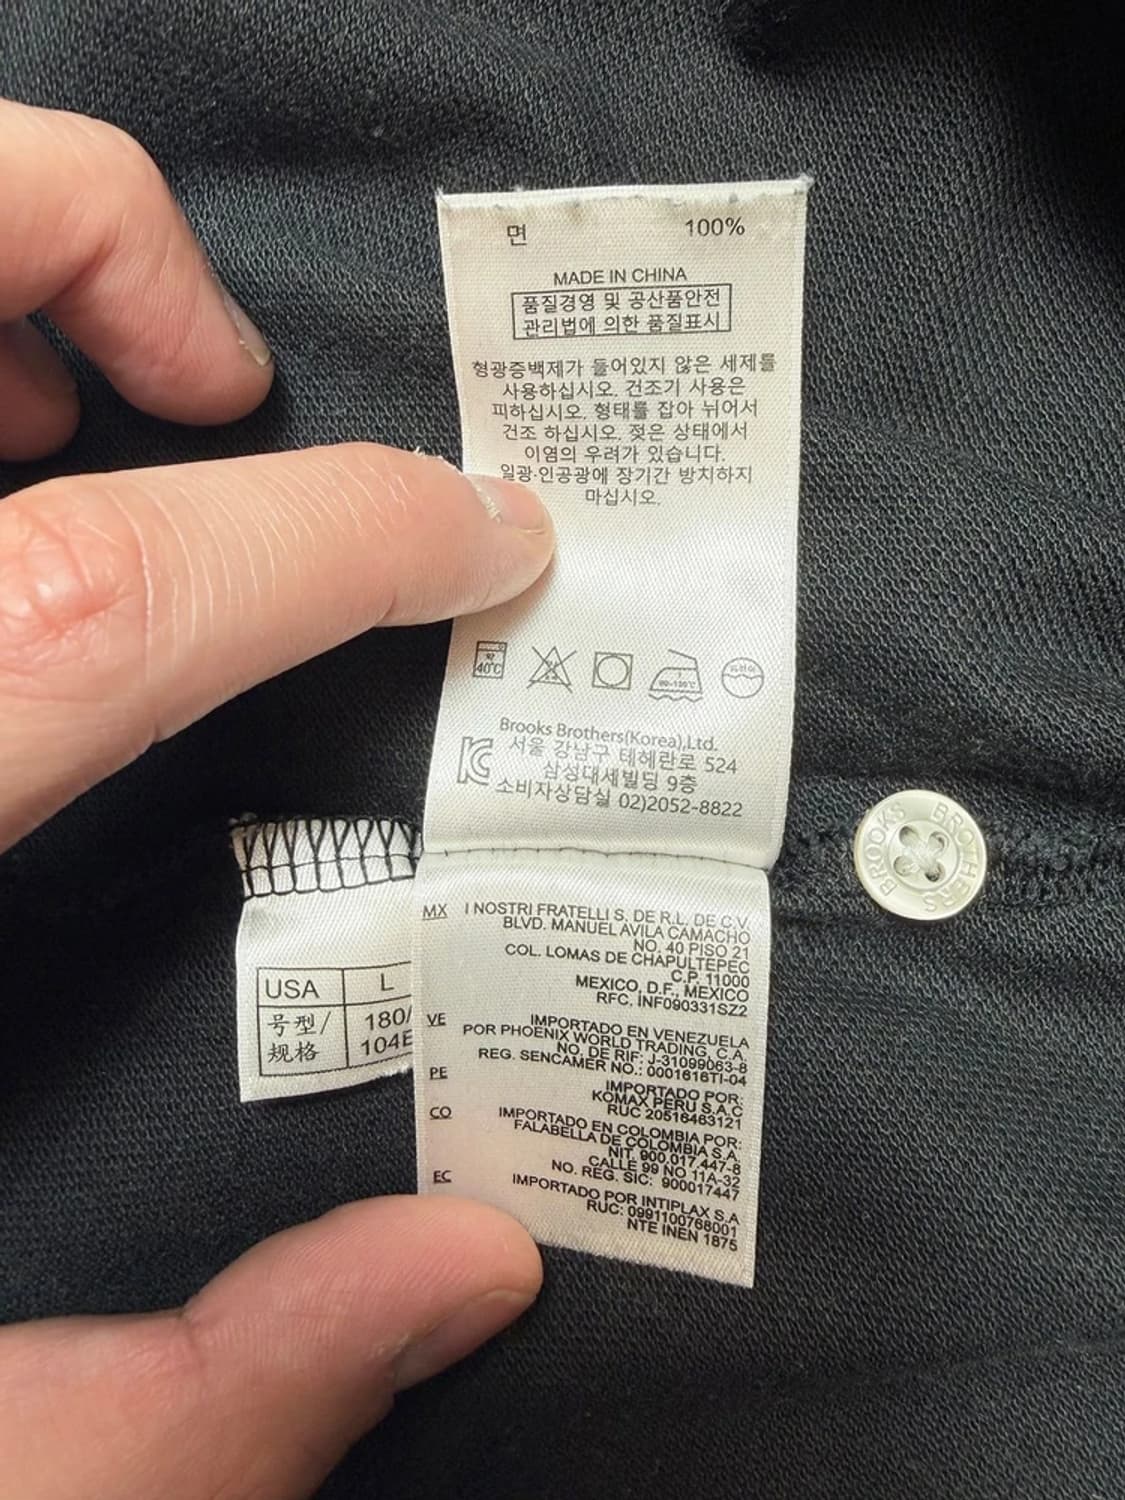 면 100%
MADE IN CHINA
품질경영 및 공산품안전
관리법에 의한 품질표시
형광증백제가 들어있지 않은 세제를
사용하십시오. 건조기 사용은
피하십시오. 형태를 잡아 뉘어서
건조 하십시오. 젖은 상태에서
이염의 우려가 있습니다.
일광·인공광에 장기간 방치하지
마십시오.
약
40℃
80~120℃
드라이
Brooks Brothers(Korea),Ltd.
서울 강남구 테헤란로 524
삼성대세빌딩 9층
소비자상담실 02)2052-8822
BROOKS BROTHERS
MX I NOSTRI FRATELLI S. DE R.L. DE C.V.
BLVD. MANUEL AVILA CAMACHO
NO. 40 PISO 21
COL. LOMAS DE CHAPULTEPEC
C.P. 11000
MEXICO, D.F., MEXICO
RFC. INF090331SZ2
VE IMPORTADO EN VENEZUELA
POR PHOENIX WORLD TRADING, C.A.
NO. DE RIF: J-31099063-8
REG. SENCAMER NO.: 0001616TI-04
PE IMPORTADO POR:
KOMAX PERU S.A.C
RUC 20516463121
CO IMPORTADO EN COLOMBIA POR:
FALABELLA DE COLOMBIA S.A.
NIT. 900.017.447-8
CALLE 99 NO 11A-32
NO. REG. SIC: 900017447
EC IMPORTADO POR INTIPLAX S.A
RUC: 0991100768001
NTE INEN 1875
USA L
号型/ 180/
规格 104